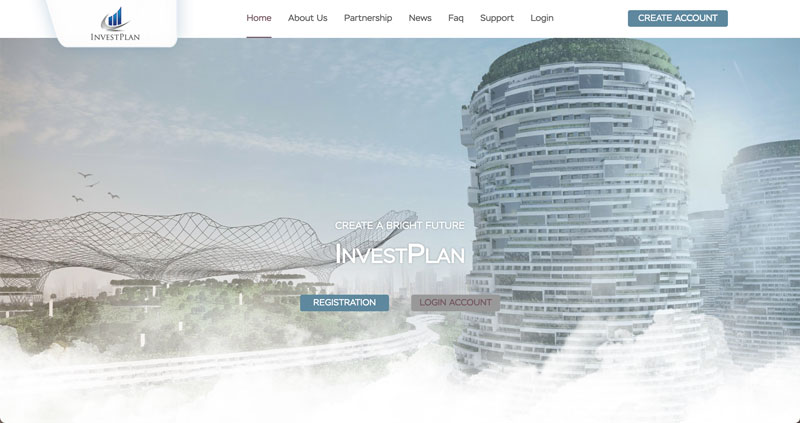 InvestPlan
Home About Us Partnership News Faq Support Login
CREATE ACCOUNT
CREATE A BRIGHT FUTURE
InvestPlan
REGISTRATION LOGIN ACCOUNT